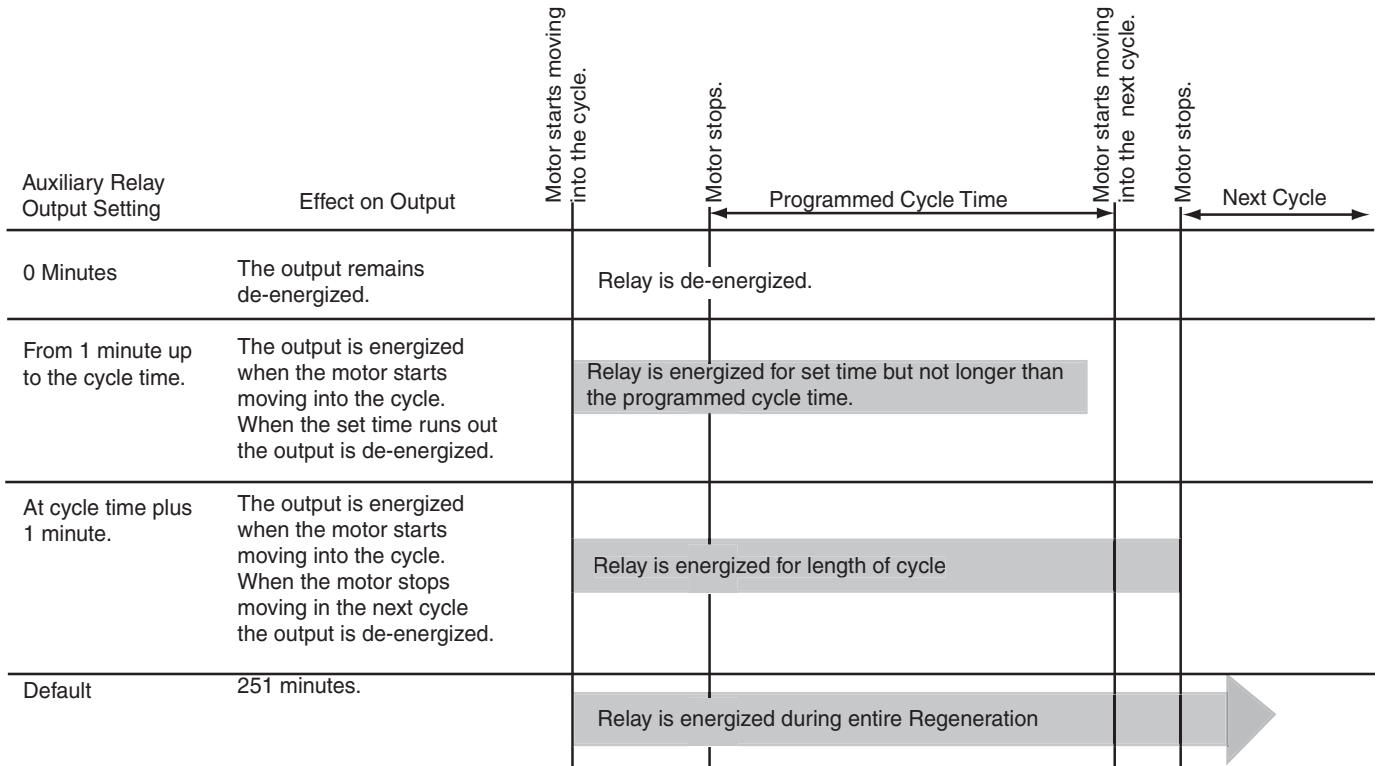 Motor starts moving
into the cycle.
Motor stops.
Motor starts moving
into the next cycle.
Motor stops.
Auxiliary Relay
Output Setting
Effect on Output
Programmed Cycle Time
Next Cycle
0 Minutes
The output remains
de-energized.
Relay is de-energized.
From 1 minute up
to the cycle time.
The output is energized
when the motor starts
moving into the cycle.
When the set time runs out
the output is de-energized.
Relay is energized for set time but not longer than
the programmed cycle time.
At cycle time plus
1 minute.
The output is energized
when the motor starts
moving into the cycle.
When the motor stops
moving in the next cycle
the output is de-energized.
Relay is energized for length of cycle
Default
251 minutes.
Relay is energized during entire Regeneration